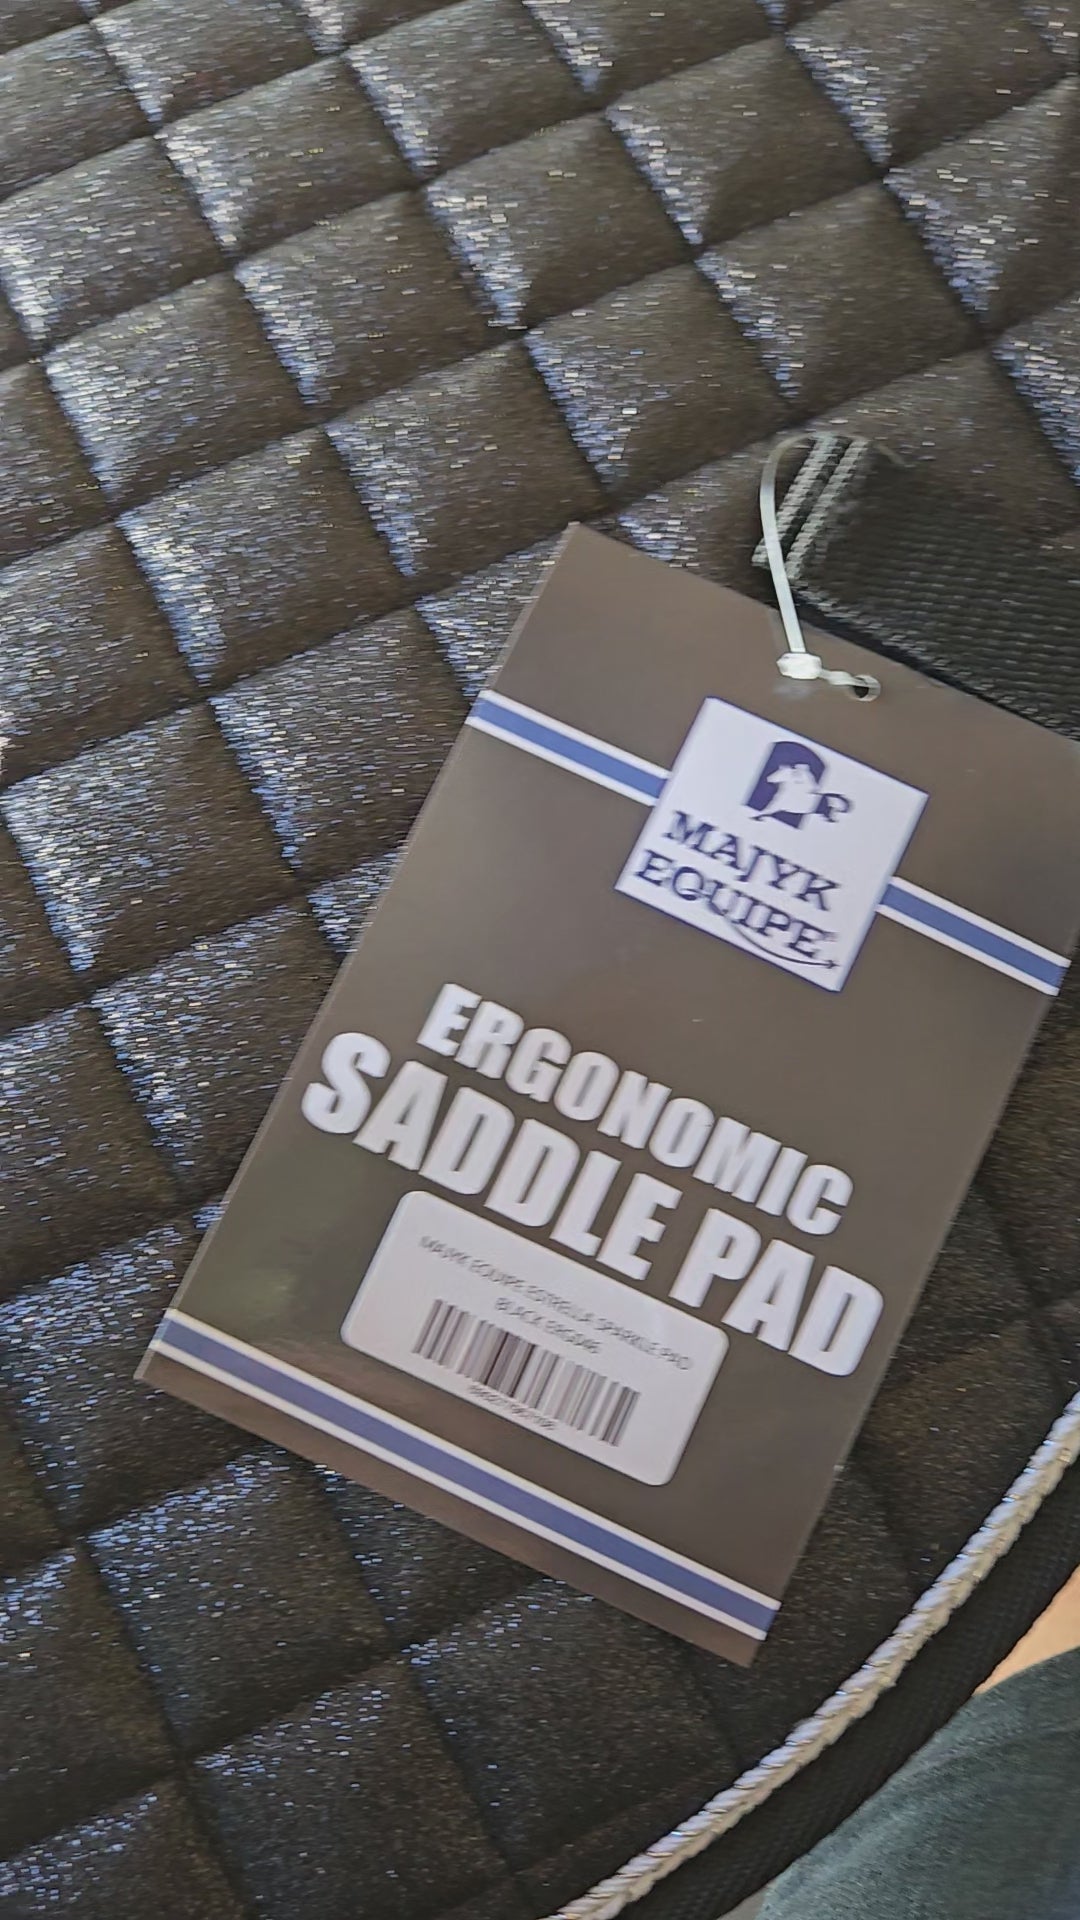 MAJYK
EQUIPE
ERGONOMIC
SADDLE PAD
MAJYK EQUIPE ESTRELLA SPARKLE PAD
BLACK